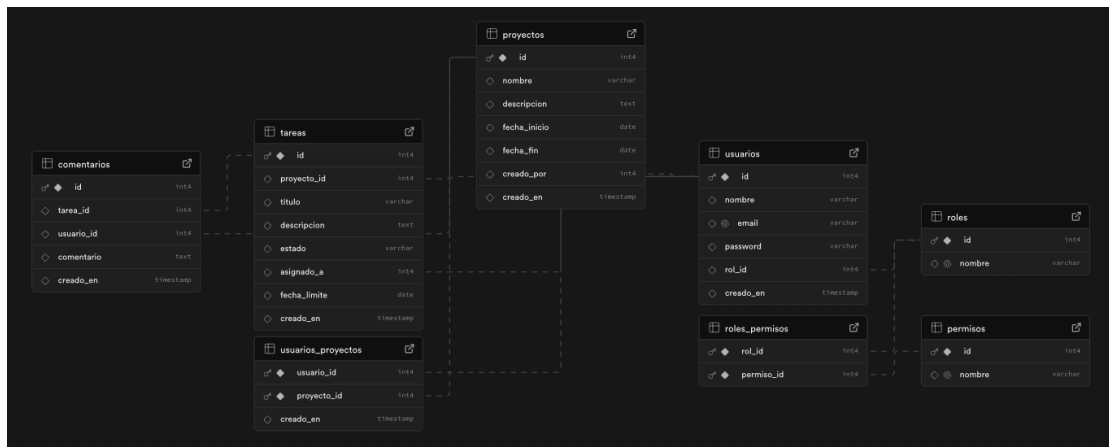 proyectos
id int4
nombre varchar
descripcion text
fecha_inicio date
fecha_fin date
creado_por int4
creado_en timestamp
tareas
id int4
proyecto_id int4
titulo varchar
descripcion text
estado varchar
asignado_a int4
fecha_limite date
creado_en timestamp
comentarios
id int4
tarea_id int4
usuario_id int4
comentario text
creado_en timestamp
usuarios
id int4
nombre varchar
email varchar
password varchar
rol_id int4
creado_en timestamp
roles
id int4
nombre varchar
usuarios_proyectos
usuario_id int4
proyecto_id int4
creado_en timestamp
roles_permisos
rol_id int4
permiso_id int4
permisos
id int4
nombre varchar